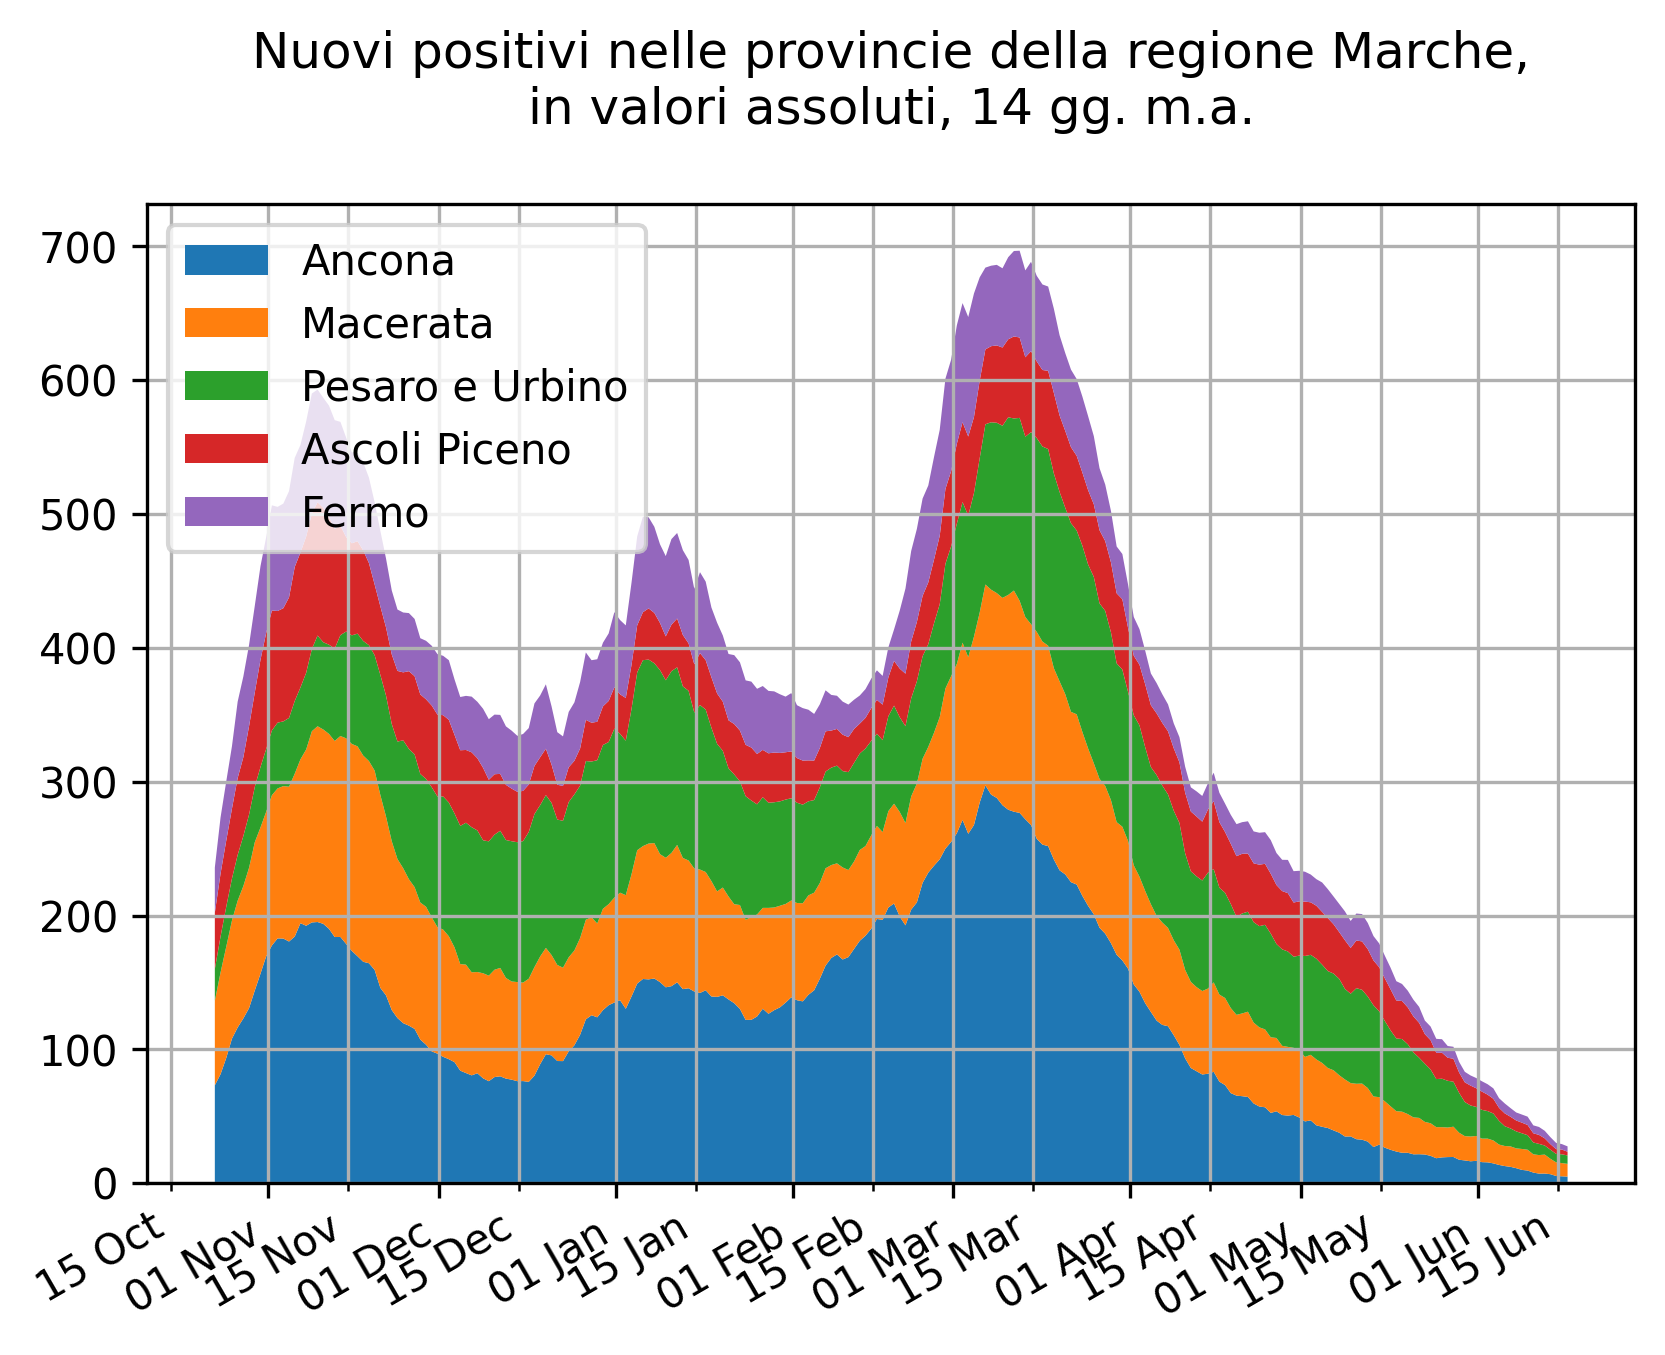 Nuovi positivi nelle provincie della regione Marche,
in valori assoluti, 14 gg. m.a.
700
600
500
400
300
200
100
0
Ancona
Macerata
Pesaro e Urbino
Ascoli Piceno
Fermo
15 Oct
01 Nov
15 Nov
01 Dec
15 Dec
01 Jan
15 Jan
01 Feb
15 Feb
01 Mar
15 Mar
01 Apr
15 Apr
01 May
15 May
01 Jun
15 Jun